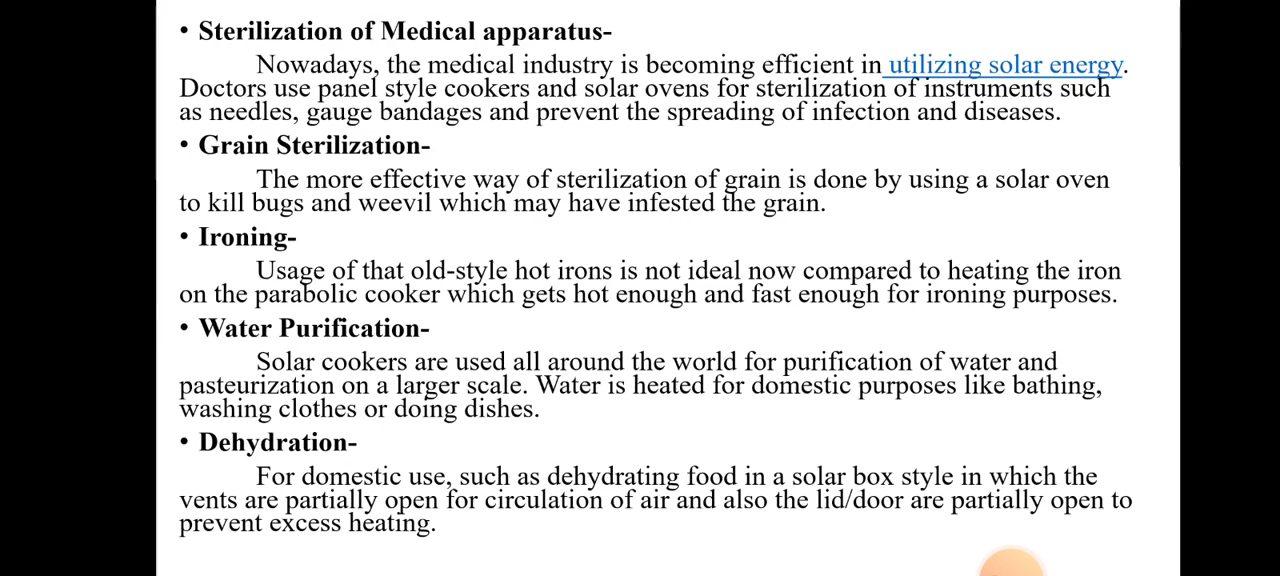 • Sterilization of Medical apparatus-
Nowadays, the medical industry is becoming efficient in utilizing solar energy.
Doctors use panel style cookers and solar ovens for sterilization of instruments such
as needles, gauge bandages and prevent the spreading of infection and diseases.
• Grain Sterilization-
The more effective way of sterilization of grain is done by using a solar oven
to kill bugs and weevil which may have infested the grain.
• Ironing-
Usage of that old-style hot irons is not ideal now compared to heating the iron
on the parabolic cooker which gets hot enough and fast enough for ironing purposes.
• Water Purification-
Solar cookers are used all around the world for purification of water and
pasteurization on a larger scale. Water is heated for domestic purposes like bathing,
washing clothes or doing dishes.
• Dehydration-
For domestic use, such as dehydrating food in a solar box style in which the
vents are partially open for circulation of air and also the lid/door are partially open to
prevent excess heating.